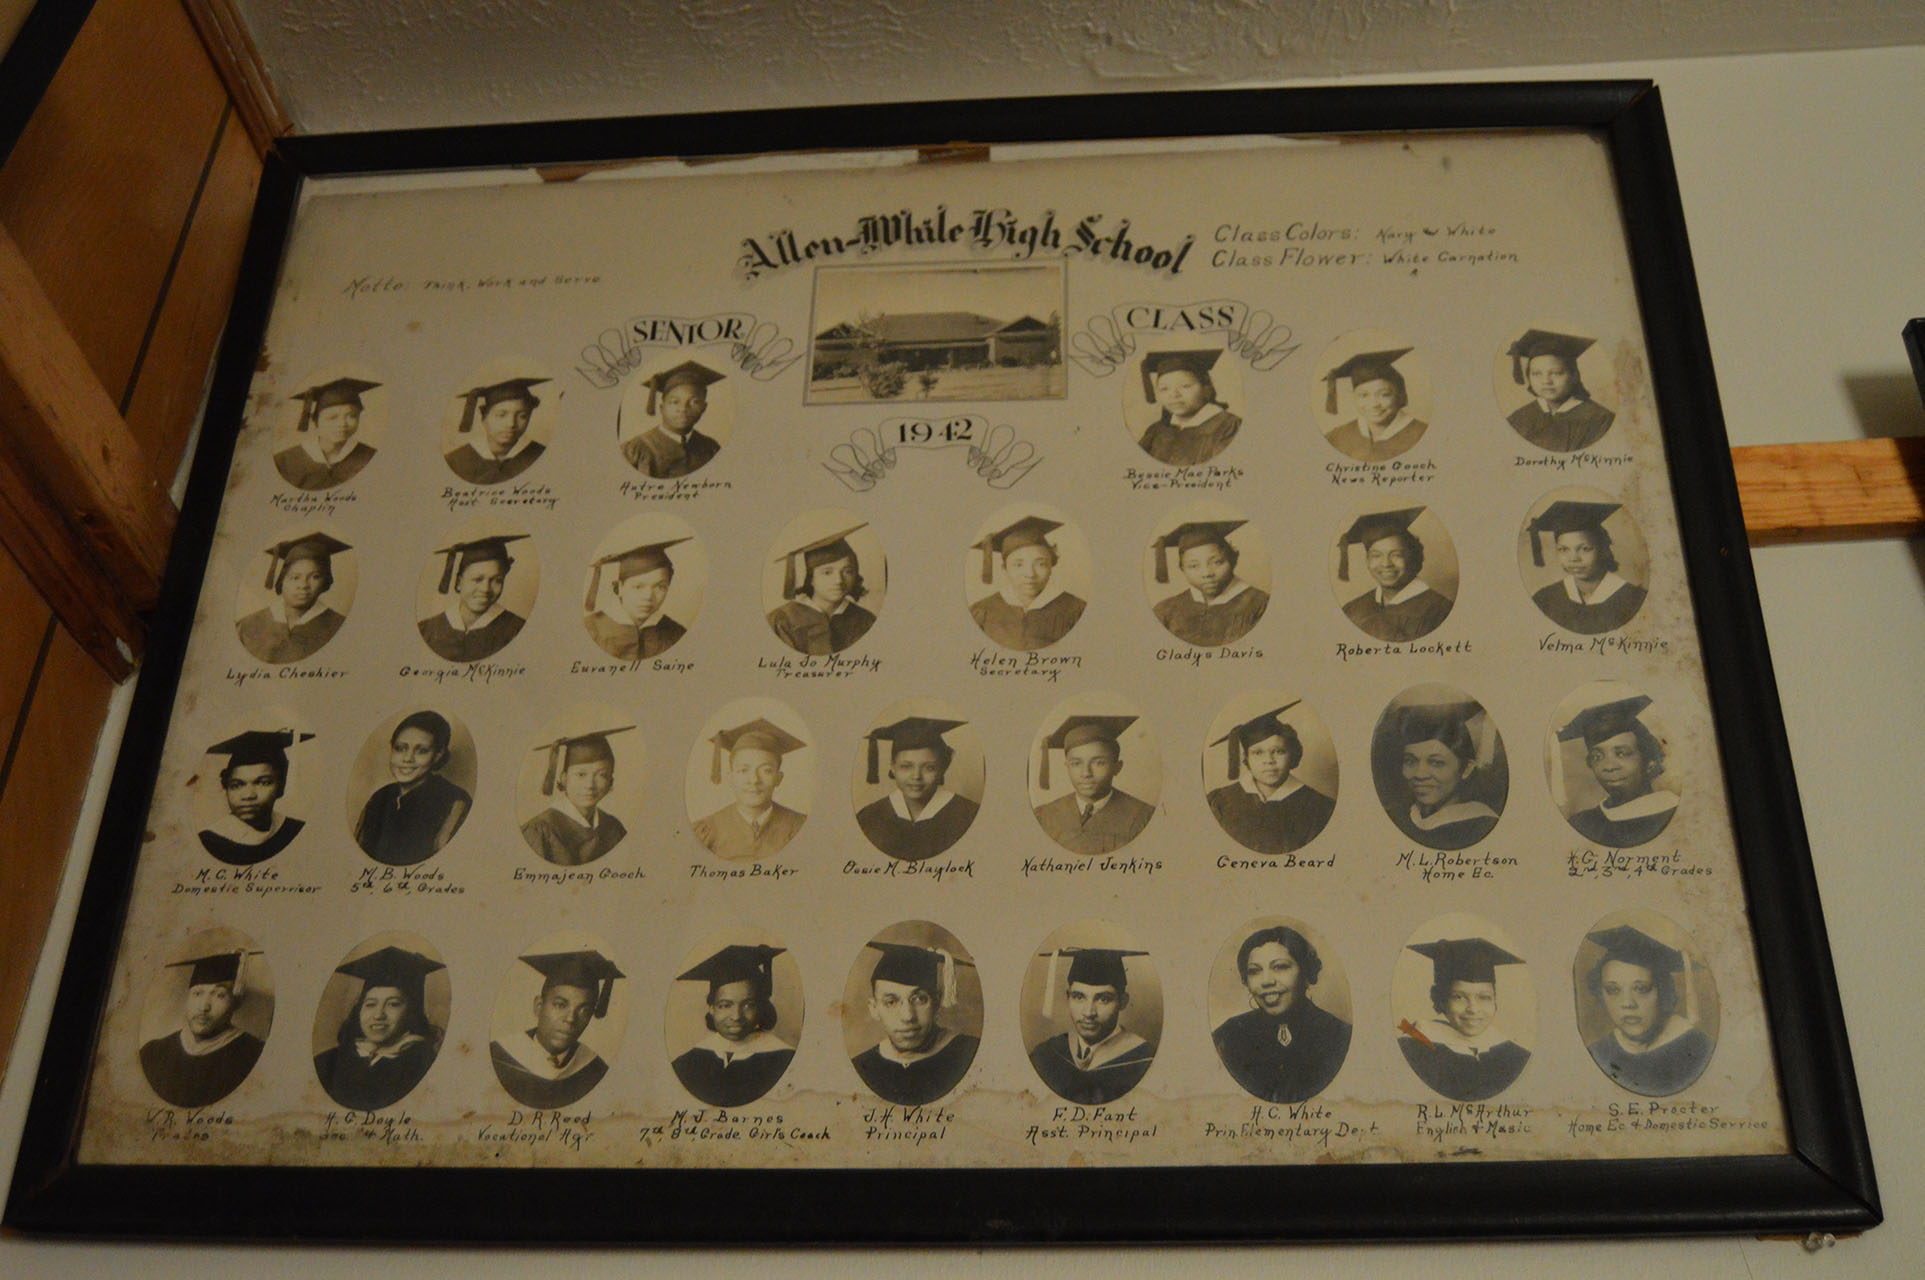 Allen-White High School
Class Colors: Navy & White
Class Flower: White Carnation
Motto: Think, Work and Serve
SENIOR
CLASS
1942
Martha Woods
Chaplin
Beatrice Woods
Asst. Secretary
Newborn
President
Bessie Mae Parks
Vice-President
Christine Gooch
News Reporter
Dorothy McKinnie
Lydia Cheshier
Georgia McKinnie
Euranell Saine
Lula Jo Murphy
Treasurer
Helen Brown
Secretary
Gladys Davis
Roberta Lockett
Velma McKinnie
M.C. White
Domestic Supervisor
M.B. Woods
5th, 6th, Grades
Emmajean Gooch
Thomas Baker
Ossie M. Blaylock
Nathaniel Jenkins
Geneva Beard
M.L. Robertson
Home Ec.
Norment
2nd, 3rd, 4th Grades
Woods
Trades
H.G. Doyle
Soc. & Math.
D.R. Reed
Vocational Agr.
M.J. Barnes
7th, 8th, Grade Girls Coach
J.H. White
Principal
F.D. Fant
Asst. Principal
H.C. White
Prin. Elementary Dept.
R.L. McArthur
English & Music
S.E. Procter
Home Ec & Domestic Service